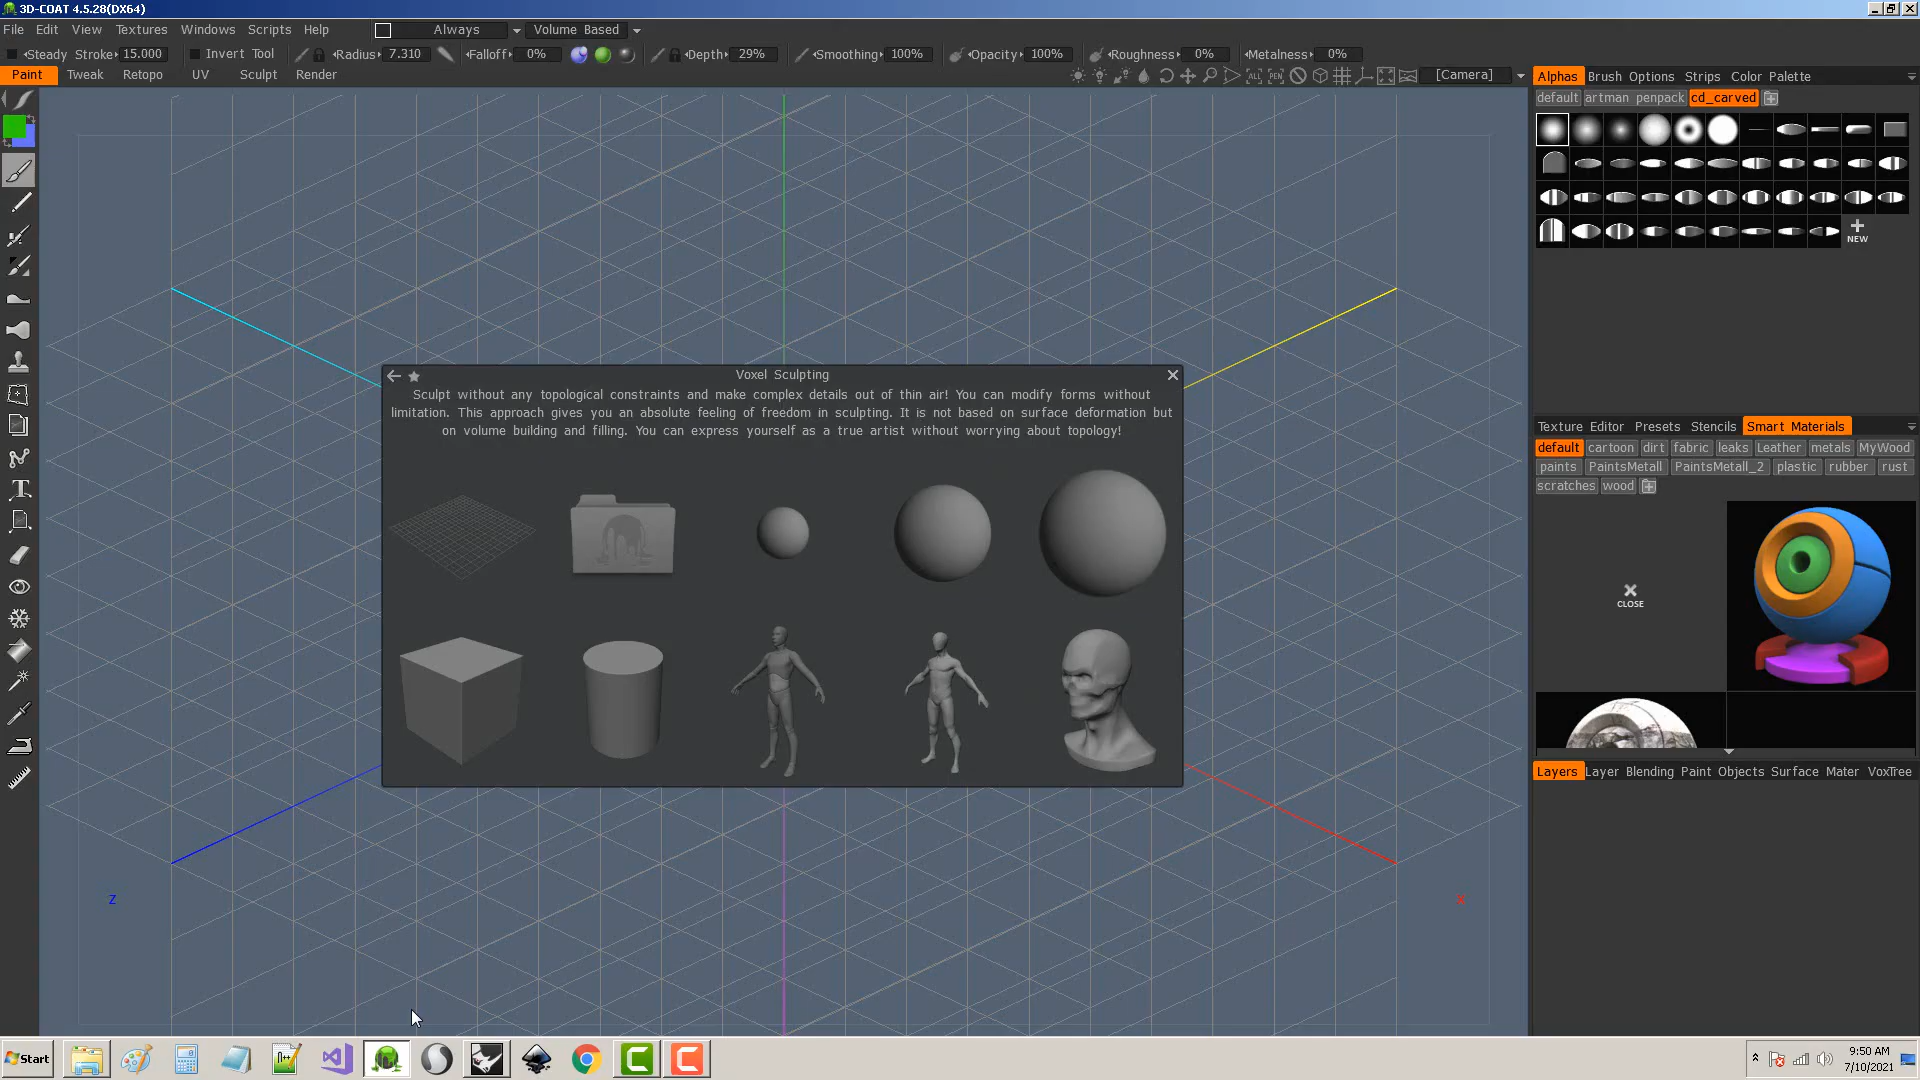 3D-COAT 4.5.28(DX64)
File Edit View Textures Windows Scripts Help Always Volume Based
Steady Stroke 15.000 Invert Tool Radius 7.310 Falloff 0% Depth 29% Smoothing 100% Opacity 100% Roughness 0% Metalness 0%
Paint Tweak Retopo UV Sculpt Render ALL PEN [Camera]
Alphas Brush Options Strips Color Palette
default artman penpack cd_carved
NEW
Voxel Sculpting
Sculpt without any topological constraints and make complex details out of thin air! You can modify forms without
limitation. This approach gives you an absolute feeling of freedom in sculpting. It is not based on surface deformation but
on volume building and filling. You can express yourself as a true artist without worrying about topology!
Texture Editor Presets Stencils Smart Materials
default cartoon dirt fabric leaks Leather metals MyWood
paints PaintsMetall PaintsMetall_2 plastic rubber rust
scratches wood
CLOSE
Layers Layer Blending Paint Objects Surface Mater VoxTree
Z
X
Start
9:50 AM
7/10/2021